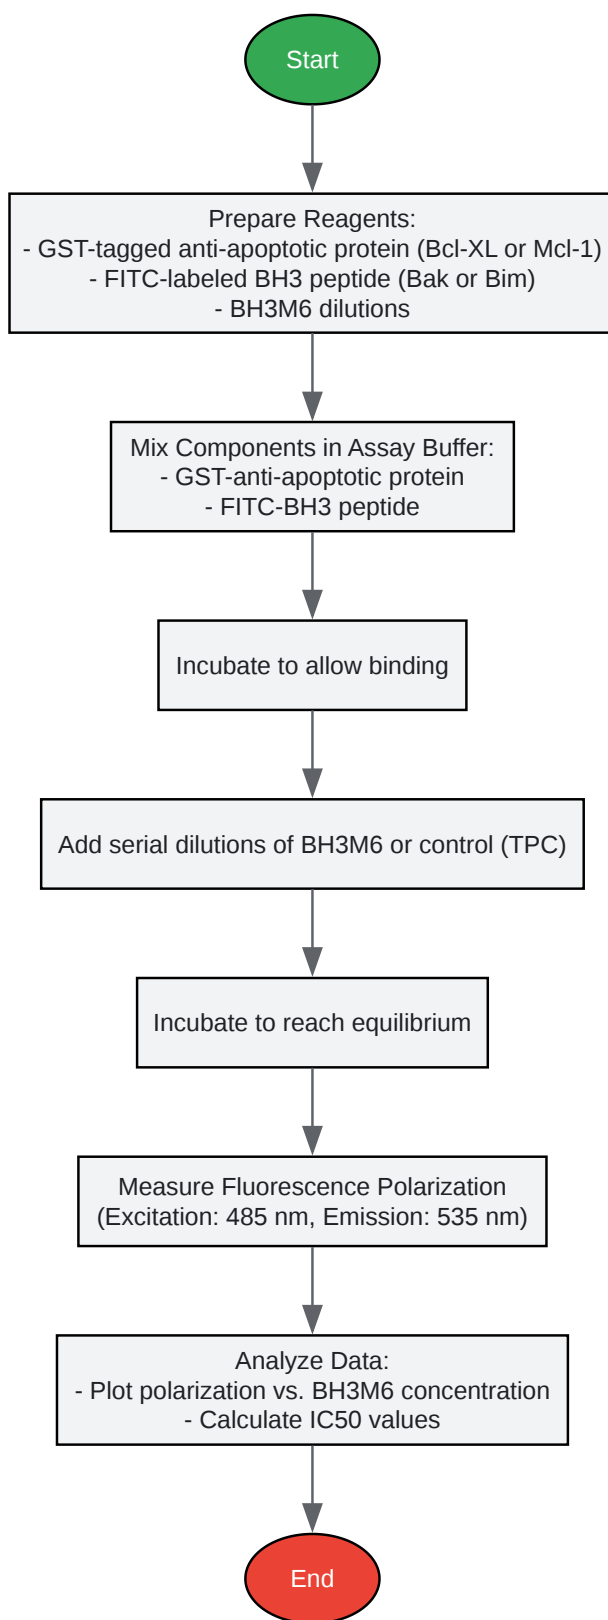 Start
Prepare Reagents:
- GST-tagged anti-apoptotic protein (Bcl-XL or Mcl-1)
- FITC-labeled BH3 peptide (Bak or Bim)
- BH3M6 dilutions
Mix Components in Assay Buffer:
- GST-anti-apoptotic protein
- FITC-BH3 peptide
Incubate to allow binding
Add serial dilutions of BH3M6 or control (TPC)
Incubate to reach equilibrium
Measure Fluorescence Polarization
(Excitation: 485 nm, Emission: 535 nm)
Analyze Data:
- Plot polarization vs. BH3M6 concentration
- Calculate IC50 values
End